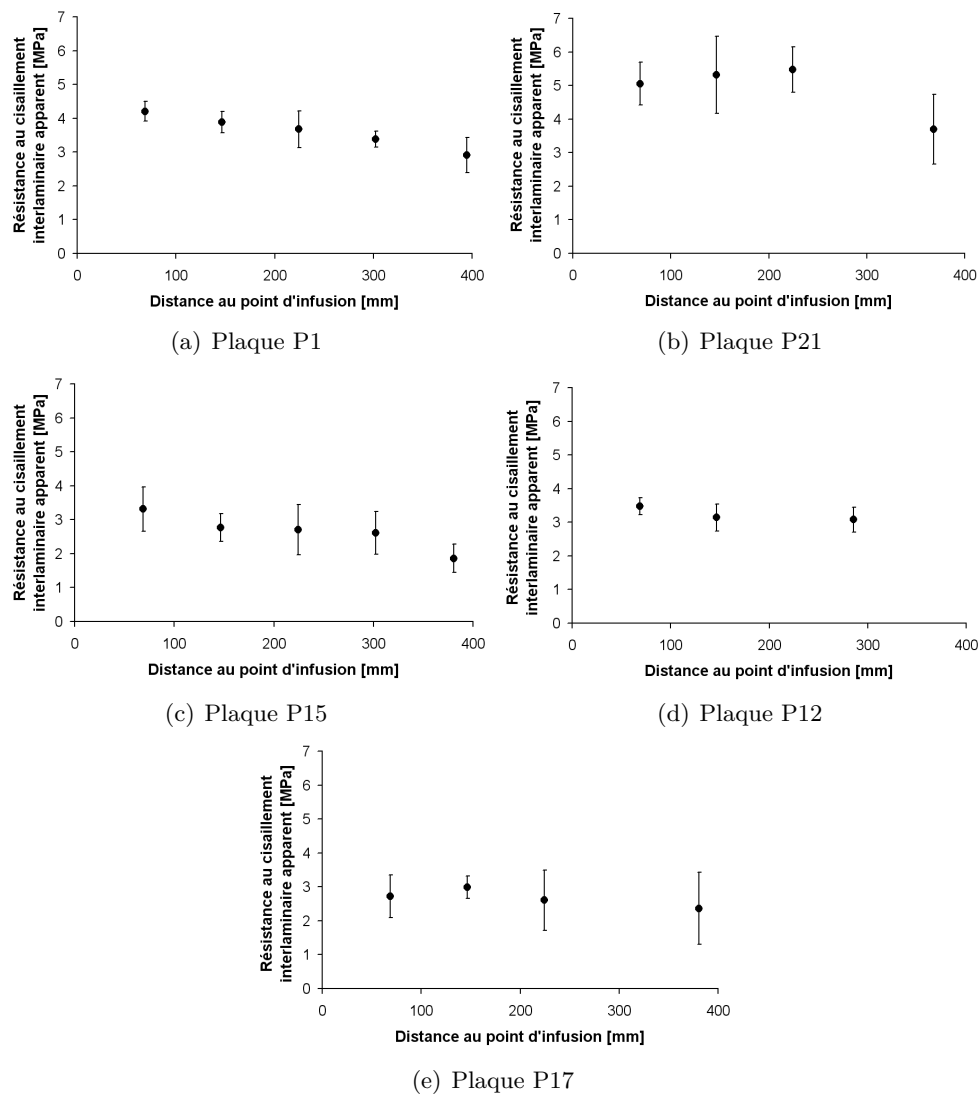 7
6
5
4
3
2
1
0
Résistance au cisaillement
interlaminaire apparent [MPa]
0 100 200 300 400
Distance au point d'infusion [mm]
(a) Plaque P1
7
6
5
4
3
2
1
0
Résistance au cisaillement
interlaminaire apparent [MPa]
0 100 200 300 400
Distance au point d'infusion [mm]
(b) Plaque P21
7
6
5
4
3
2
1
0
Résistance au cisaillement
interlaminaire apparent [MPa]
0 100 200 300 400
Distance au point d'infusion [mm]
(c) Plaque P15
7
6
5
4
3
2
1
0
Résistance au cisaillement
interlaminaire apparent [MPa]
0 100 200 300 400
Distance au point d'infusion [mm]
(d) Plaque P12
7
6
5
4
3
2
1
0
Résistance au cisaillement
interlaminaire apparent [MPa]
0 100 200 300 400
Distance au point d'infusion [mm]
(e) Plaque P17